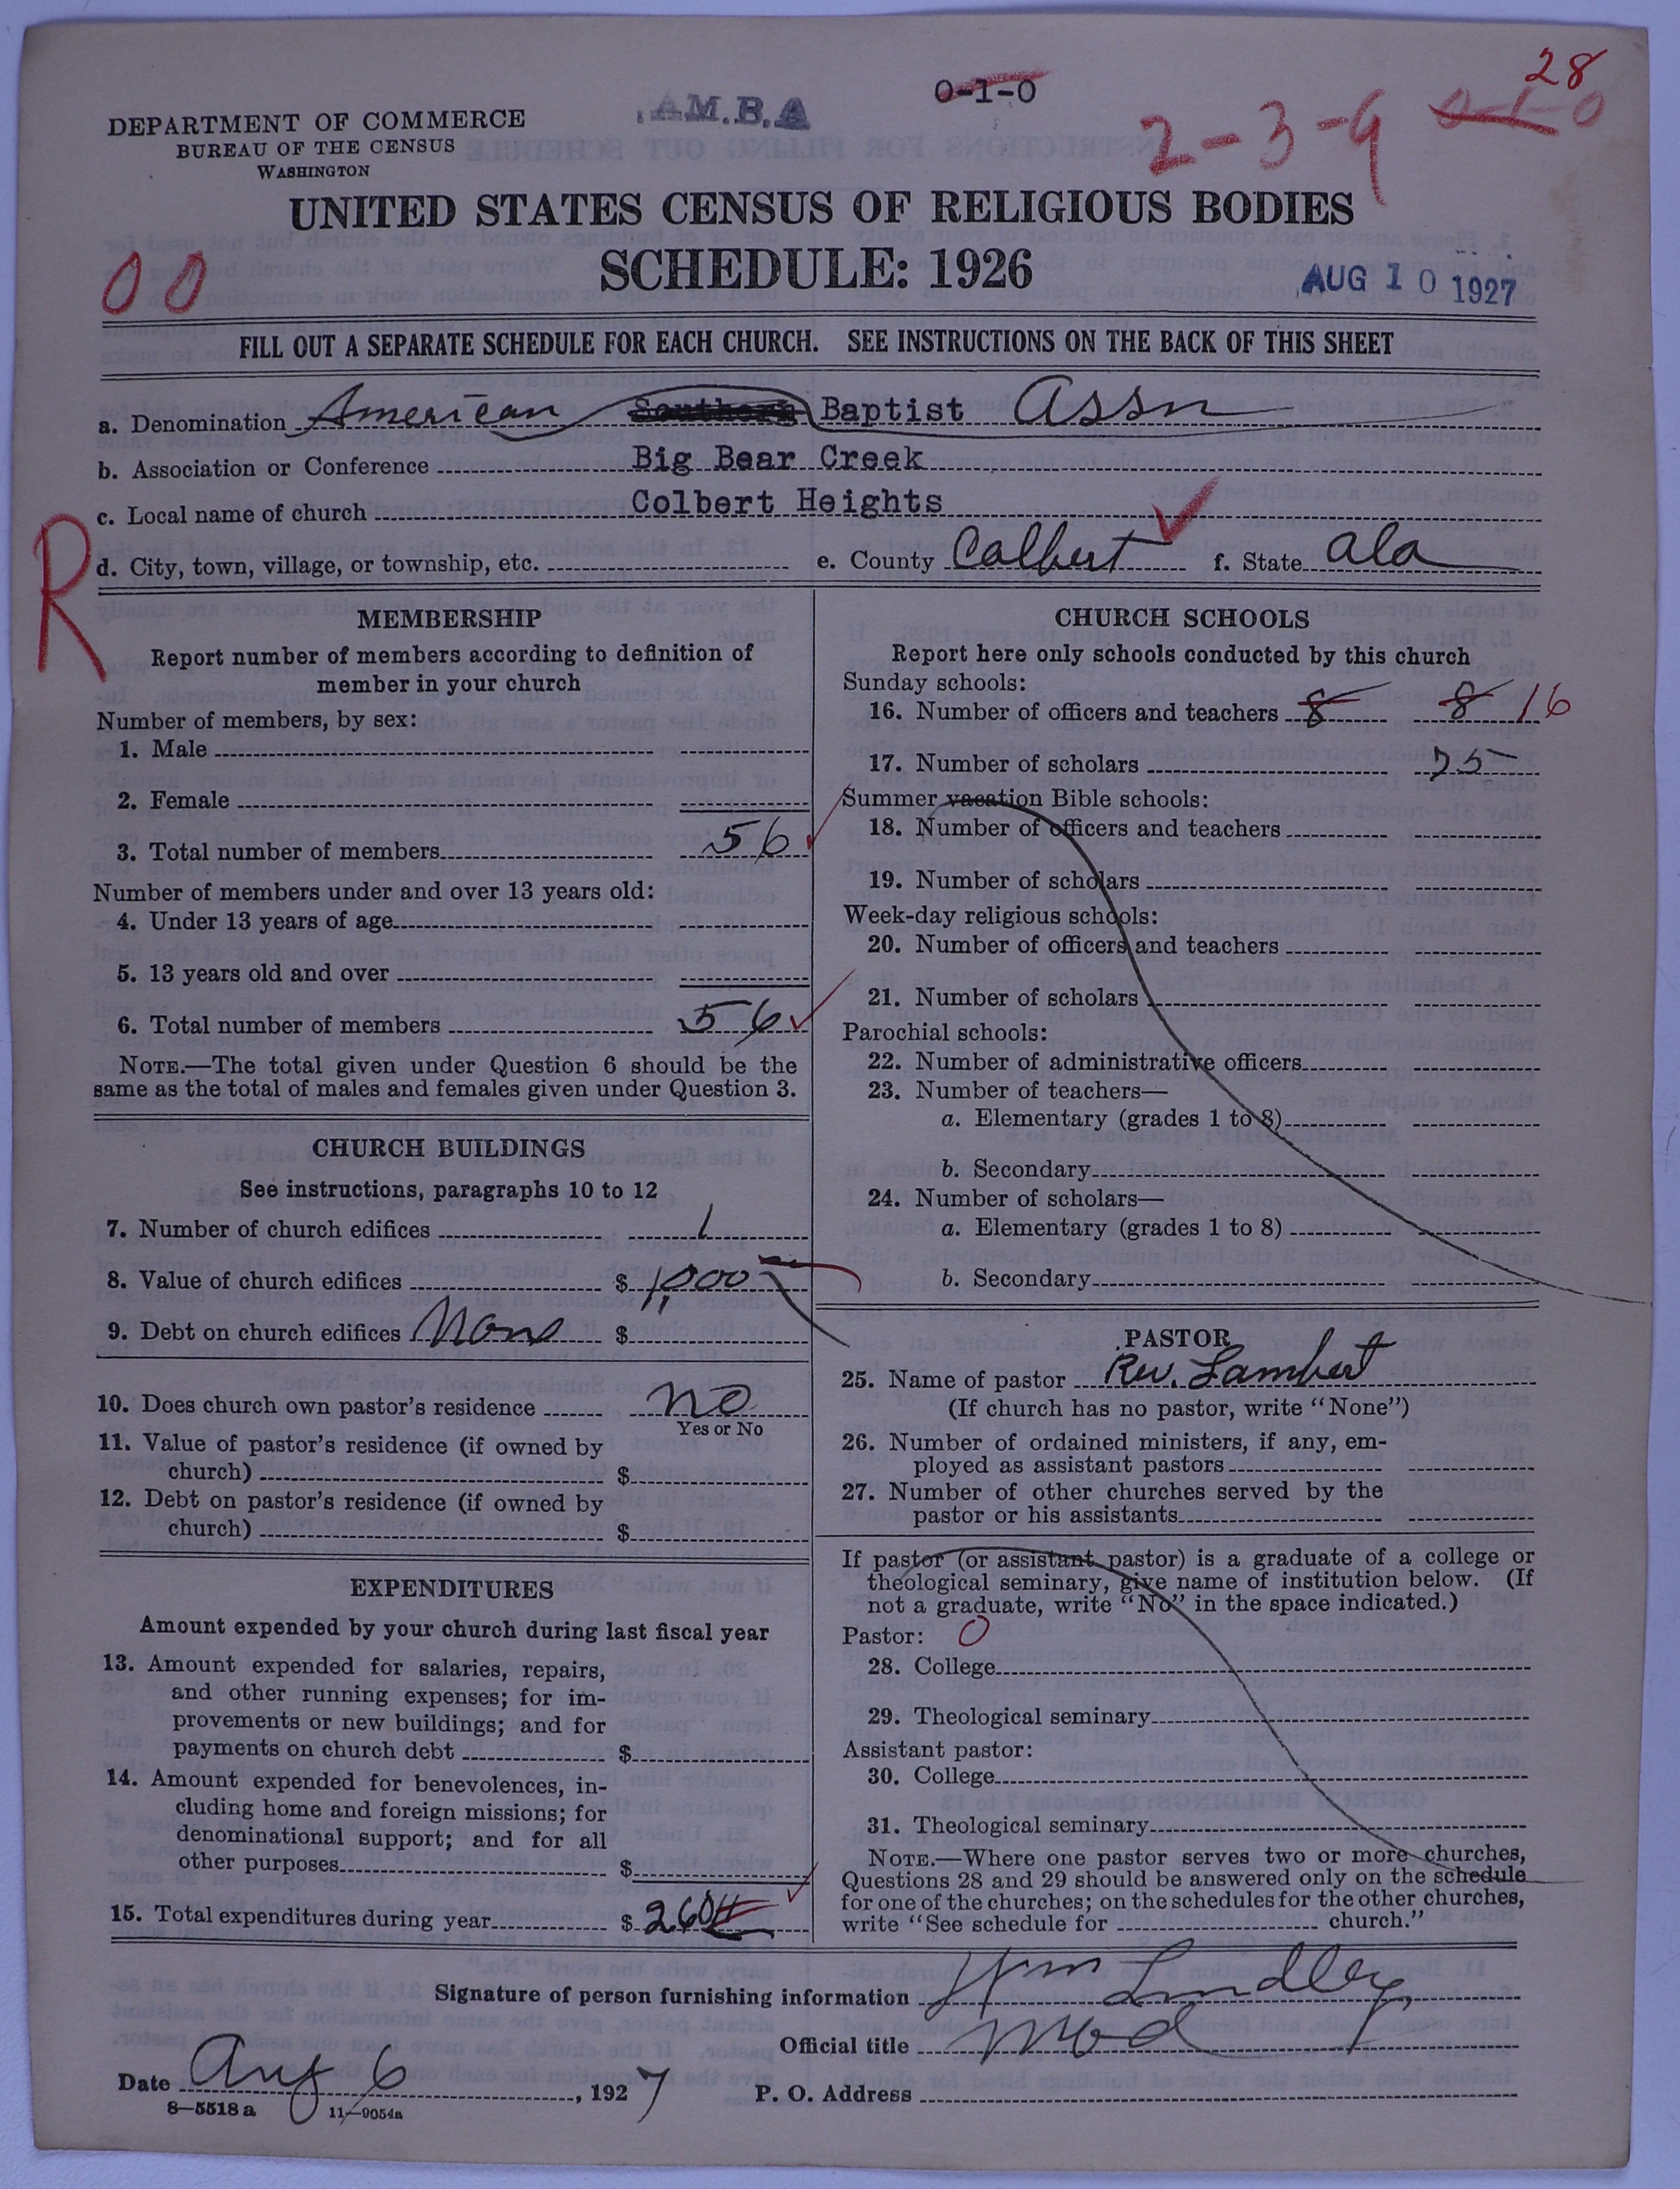 28
0-1-0
AM.B.A
2-3-9 0-1-0
DEPARTMENT OF COMMERCE
BUREAU OF THE CENSUS
WASHINGTON
UNITED STATES CENSUS OF RELIGIOUS BODIES
SCHEDULE: 1926
00
AUG 10 1927
FILL OUT A SEPARATE SCHEDULE FOR EACH CHURCH. SEE INSTRUCTIONS ON THE BACK OF THIS SHEET
a. Denomination American Southern Baptist Assn
b. Association or Conference Big Bear Creek
c. Local name of church Colbert Heights
R
d. City, town, village, or township, etc. e. County Colbert f. State Ala
MEMBERSHIP
Report number of members according to definition of
member in your church
Number of members, by sex:
1. Male
2. Female
3. Total number of members 56
Number of members under and over 13 years old:
4. Under 13 years of age
5. 13 years old and over
6. Total number of members 56
NOTE.—The total given under Question 6 should be the
same as the total of males and females given under Question 3.
CHURCH BUILDINGS
See instructions, paragraphs 10 to 12
7. Number of church edifices 1
8. Value of church edifices $ 1,000
9. Debt on church edifices None $
10. Does church own pastor's residence no
Yes or No
11. Value of pastor's residence (if owned by
church) $
12. Debt on pastor's residence (if owned by
church) $
EXPENDITURES
Amount expended by your church during last fiscal year
13. Amount expended for salaries, repairs,
and other running expenses; for im-
provements or new buildings; and for
payments on church debt $
14. Amount expended for benevolences, in-
cluding home and foreign missions; for
denominational support; and for all
other purposes $
15. Total expenditures during year $ 260
CHURCH SCHOOLS
Report here only schools conducted by this church
Sunday schools:
16. Number of officers and teachers 8 8 16
17. Number of scholars 75
Summer vacation Bible schools:
18. Number of officers and teachers
19. Number of scholars
Week-day religious schools:
20. Number of officers and teachers
21. Number of scholars
Parochial schools:
22. Number of administrative officers
23. Number of teachers—
a. Elementary (grades 1 to 8)
b. Secondary
24. Number of scholars—
a. Elementary (grades 1 to 8)
b. Secondary
PASTOR
25. Name of pastor Rev. Lambert
(If church has no pastor, write "None")
26. Number of ordained ministers, if any, em-
ployed as assistant pastors
27. Number of other churches served by the
pastor or his assistants
If pastor (or assistant pastor) is a graduate of a college or
theological seminary, give name of institution below. (If
not a graduate, write "No" in the space indicated.)
Pastor: 0
28. College
29. Theological seminary
Assistant pastor:
30. College
31. Theological seminary
NOTE.—Where one pastor serves two or more churches,
Questions 28 and 29 should be answered only on the schedule
for one of the churches; on the schedules for the other churches,
write "See schedule for church."
Signature of person furnishing information Wm Lindley
Official title Mod
Date Aug 6, 1927 P. O. Address
8—5518 a 11—9054a